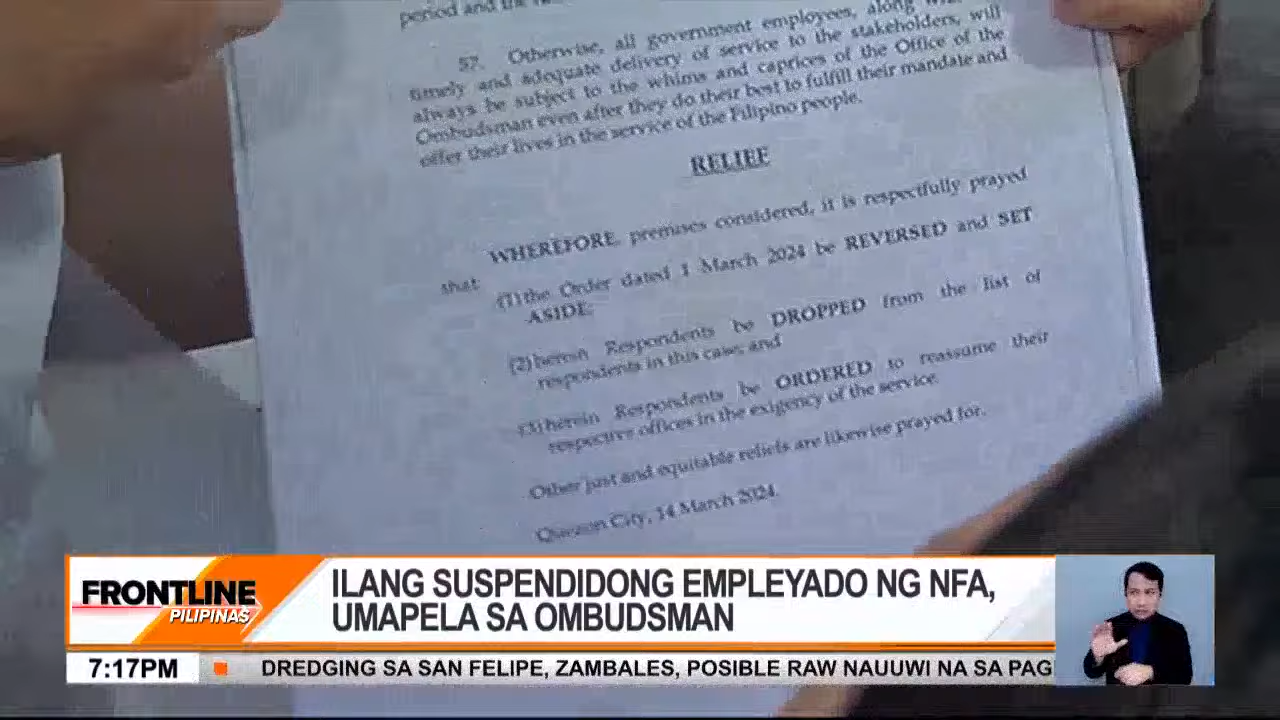 period and the
57. Otherwise, all government employees, along
timely and adequate delivery of service to the stakeholders, will
always be subject to the whims and caprices of the Office of the
Ombudsman even after they do their best to fulfill their mandate and
offer their lives in the service of the Filipino people.
RELIEF
WHEREFORE, premises considered, it is respectfully prayed
that:
(1) the Order dated 1 March 2024 be REVERSED and SET
ASIDE;
(2) herein Respondents be DROPPED from the list of
respondents in this case; and
(3) herein Respondents be ORDERED to reassume their
respective offices in the exigency of the service.
Other just and equitable reliefs are likewise prayed for.
Quezon City, 14 March 2024.
FRONTLINE
PILIPINAS
ILANG SUSPENDIDONG EMPLEYADO NG NFA,
UMAPELA SA OMBUDSMAN
7:17PM
DREDGING SA SAN FELIPE, ZAMBALES, POSIBLE RAW NAUUWI NA SA PAG